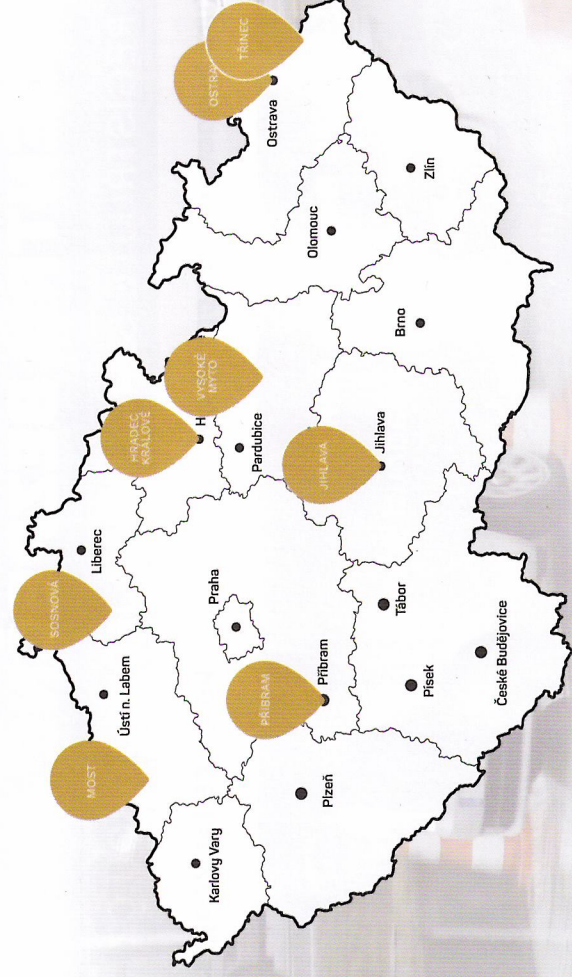 MOST
SOSNOVÁ
HRADEC
KRÁLOVÉ
VYSOKÉ
MÝTO
PŘÍBRAM
JIHLAVA
OSTRA
TŘINEC
Karlovy Vary
Ústí n. Labem
Liberec
H
Pardubice
Praha
Plzeň
Příbram
Písek
Tábor
České Budějovice
Jihlava
Brno
Olomouc
Zlín
Ostrava